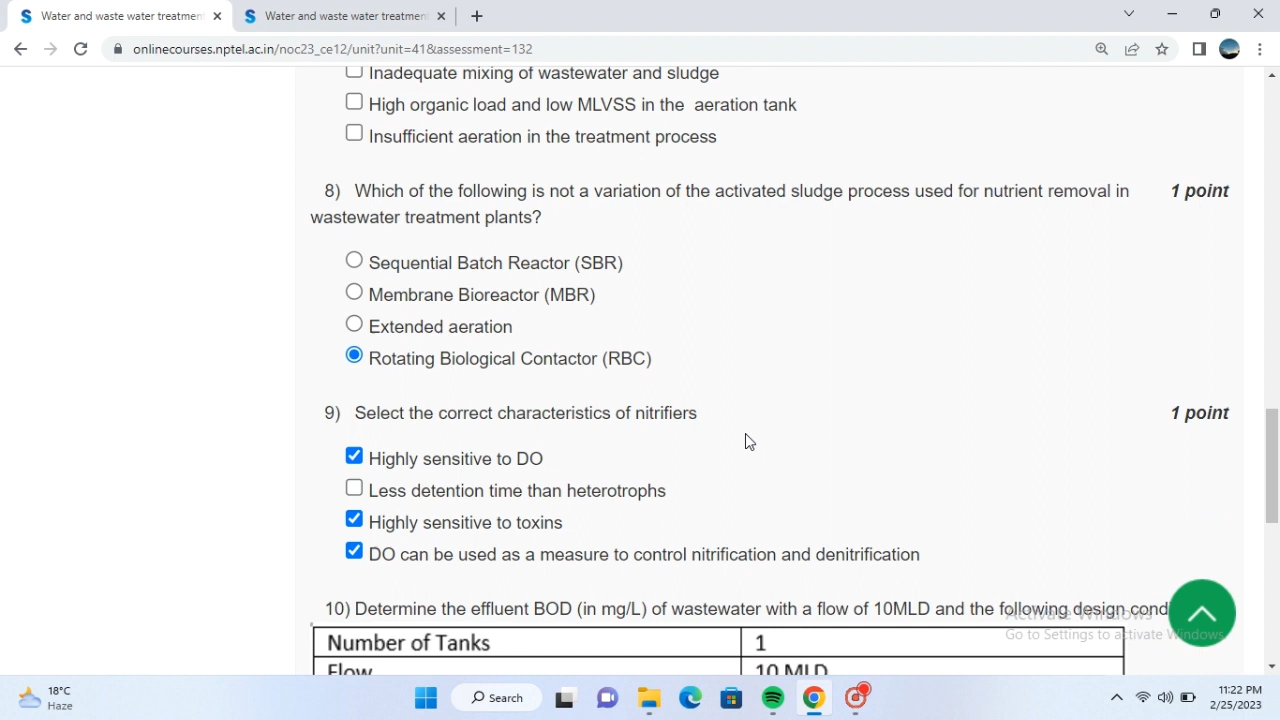 Water and waste water treatment
Water and waste water treatment
onlinecourses.nptel.ac.in/noc23_ce12/unit?unit=41&assessment=132
Inadequate mixing of wastewater and sludge
High organic load and low MLVSS in the aeration tank
Insufficient aeration in the treatment process
8) Which of the following is not a variation of the activated sludge process used for nutrient removal in 1 point
wastewater treatment plants?
Sequential Batch Reactor (SBR)
Membrane Bioreactor (MBR)
Extended aeration
Rotating Biological Contactor (RBC)
9) Select the correct characteristics of nitrifiers 1 point
Highly sensitive to DO
Less detention time than heterotrophs
Highly sensitive to toxins
DO can be used as a measure to control nitrification and denitrification
10) Determine the effluent BOD (in mg/L) of wastewater with a flow of 10MLD and the following design cond
Activate Windows
Go to Settings to activate Windows.
Number of Tanks 1
Flow 10 MLD
18°C
Haze
Search
11:22 PM
2/25/2023